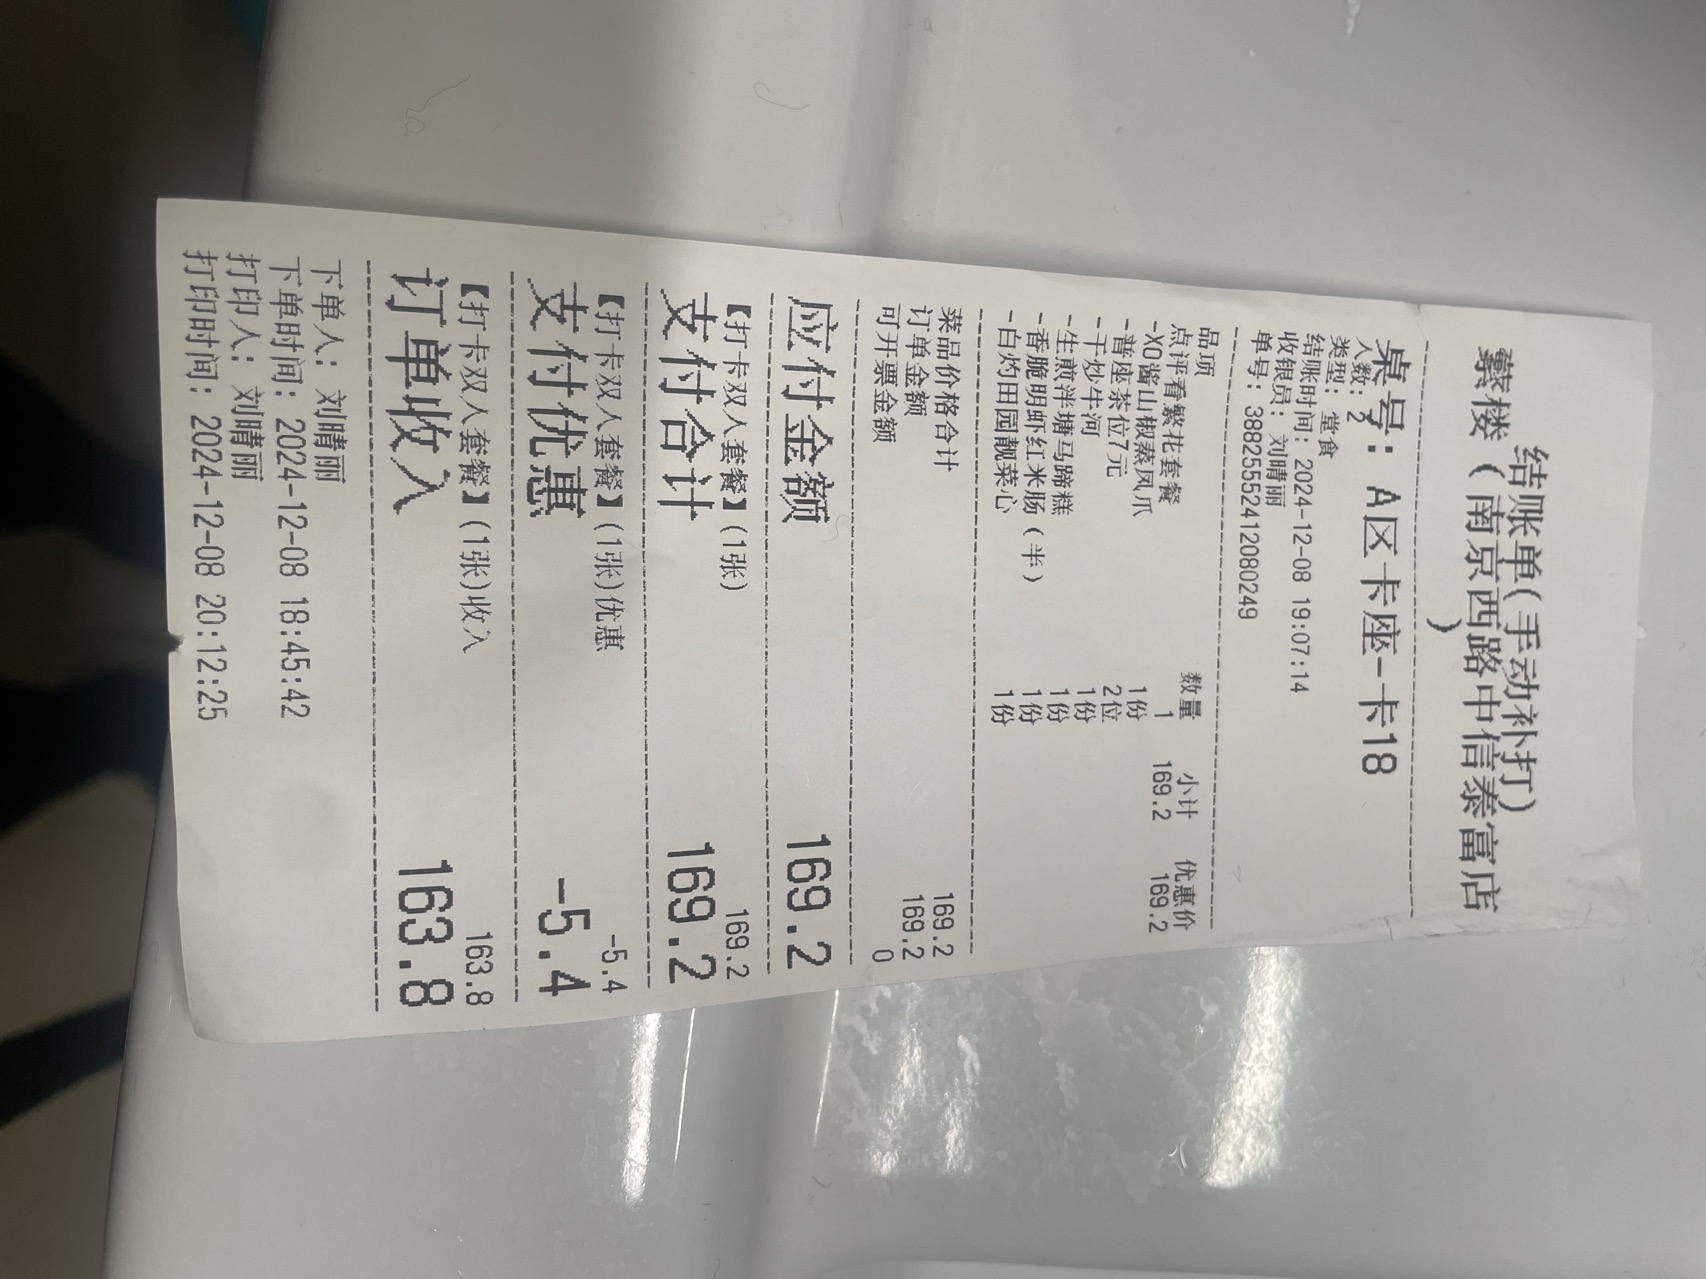 结账单(手动补打)
蘩楼（南京西路中信泰富店
）
桌号：A区卡座-卡18
人数：2
类型：堂食
结账时间：2024-12-08 19:07:14
收银员：刘晴丽
单号：38825552412080249
品项 数量 小计 优惠价
点评看繁花套餐 1 169.2 169.2
-XO酱山椒蒸凤爪 1份
-普座茶位7元 2位
-干炒牛河 1份
-生煎泮塘马蹄糕 1份
-香脆明虾红米肠（半） 1份
-白灼田园靓菜心 1份
菜品价格合计 169.2
订单金额 169.2
可开票金额 0
应付金额 169.2
【打卡双人套餐】(1张) 169.2
支付合计 169.2
【打卡双人套餐】(1张)优惠 -5.4
支付优惠 -5.4
【打卡双人套餐】(1张)收入 163.8
订单收入 163.8
下单人：刘晴丽
下单时间：2024-12-08 18:45:42
打印人：刘晴丽
打印时间：2024-12-08 20:12:25